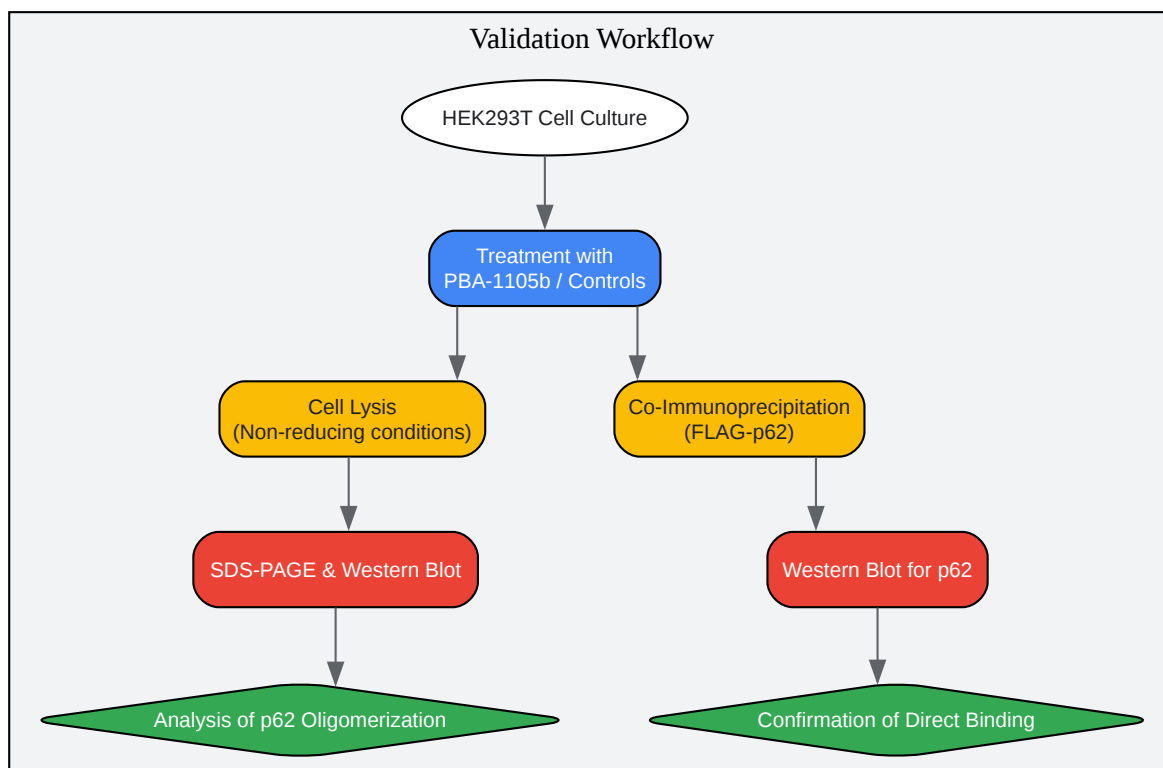 Validation Workflow
HEK293T Cell Culture
Treatment with
PBA-1105b / Controls
Cell Lysis
(Non-reducing conditions)
Co-Immunoprecipitation
(FLAG-p62)
SDS-PAGE & Western Blot
Western Blot for p62
Analysis of p62 Oligomerization
Confirmation of Direct Binding